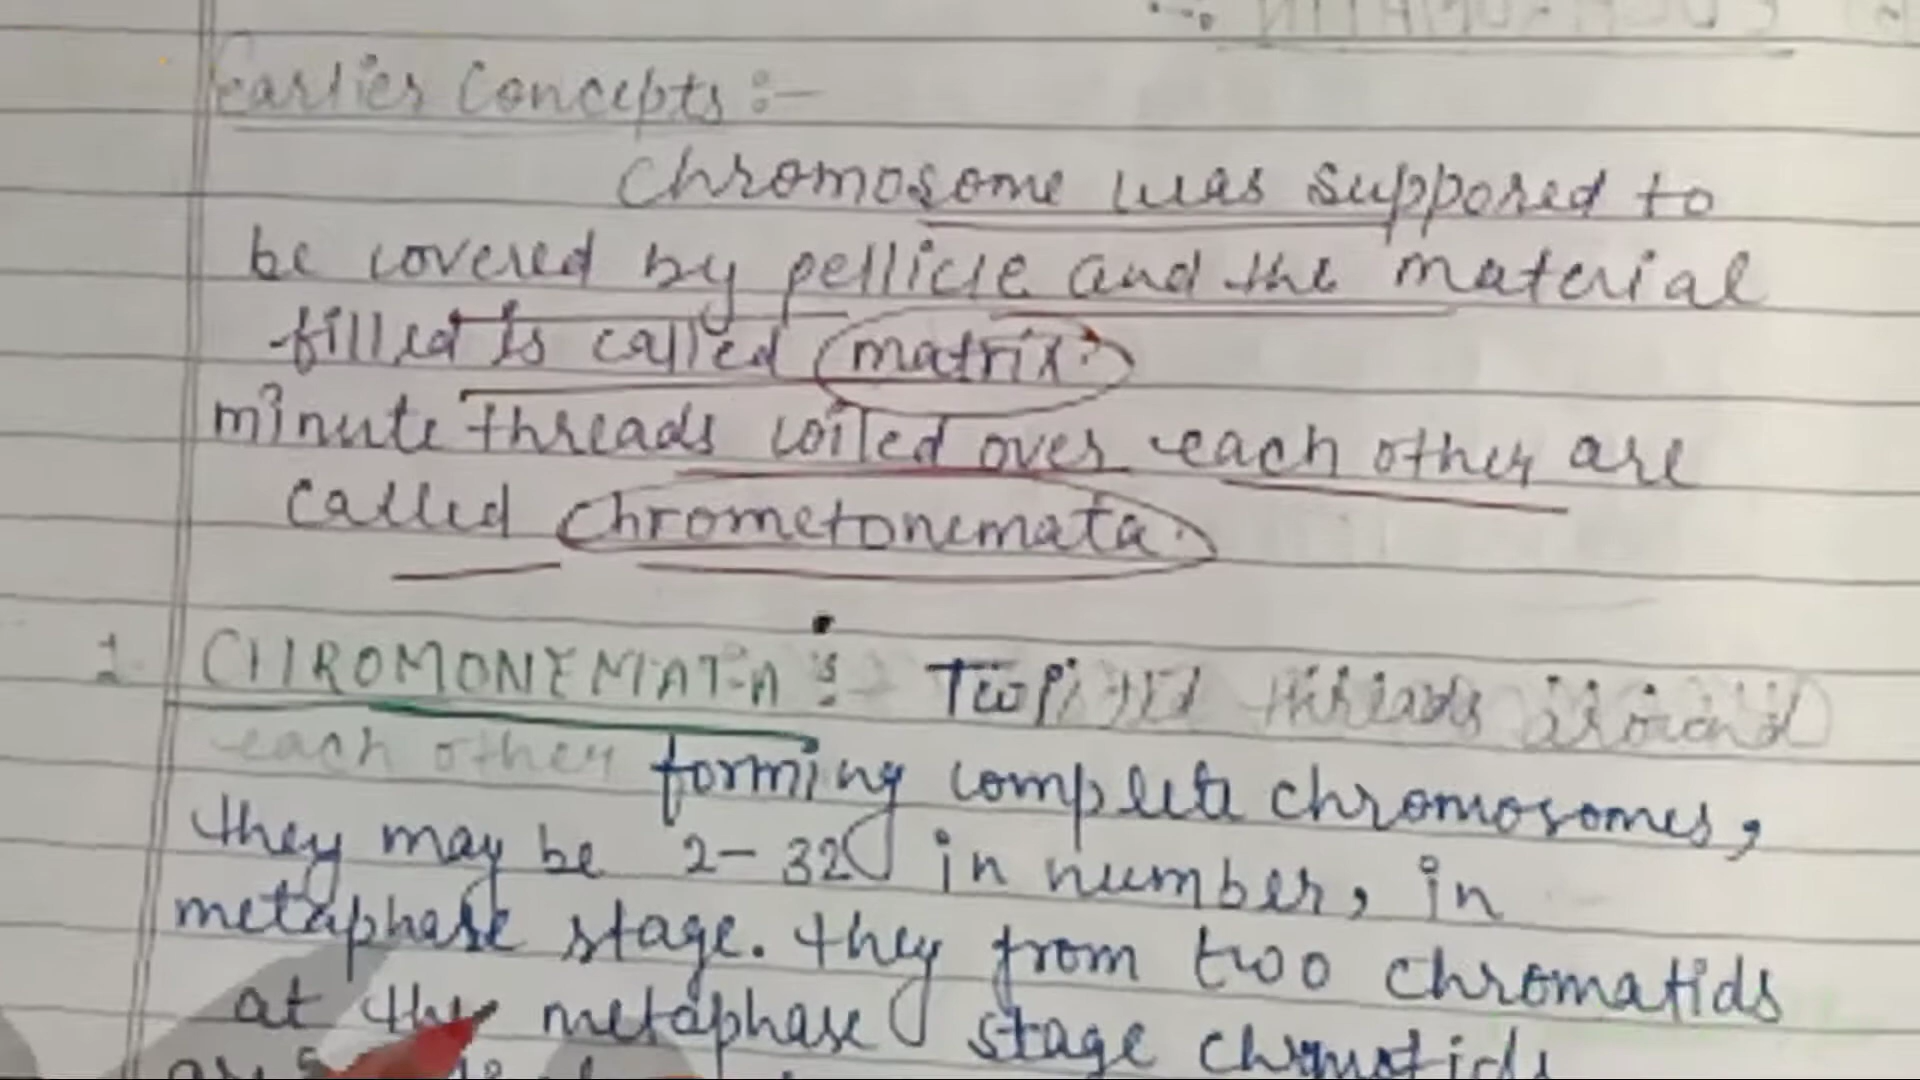 Earlier Concepts :-
Chromosome was supposed to
be covered by pellicle and the material
filled is called matrix.
minute threads coiled over each other are
called Chrometonemata.
1. CHROMONEMATA :- threads around
each other forming complete chromosomes,
they may be 2-32 in number, in
metaphase stage. they from two chromatids
at the metaphase stage chromatids